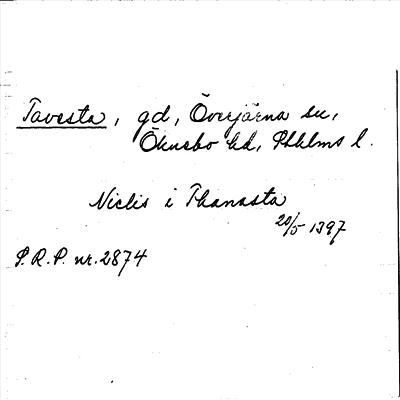 Tavesta, gd, Överjärna sn,
Öknebo hd, Sthlms l.
Niclis i Thanasta
20/5 1397
S.R.P. nr. 2874